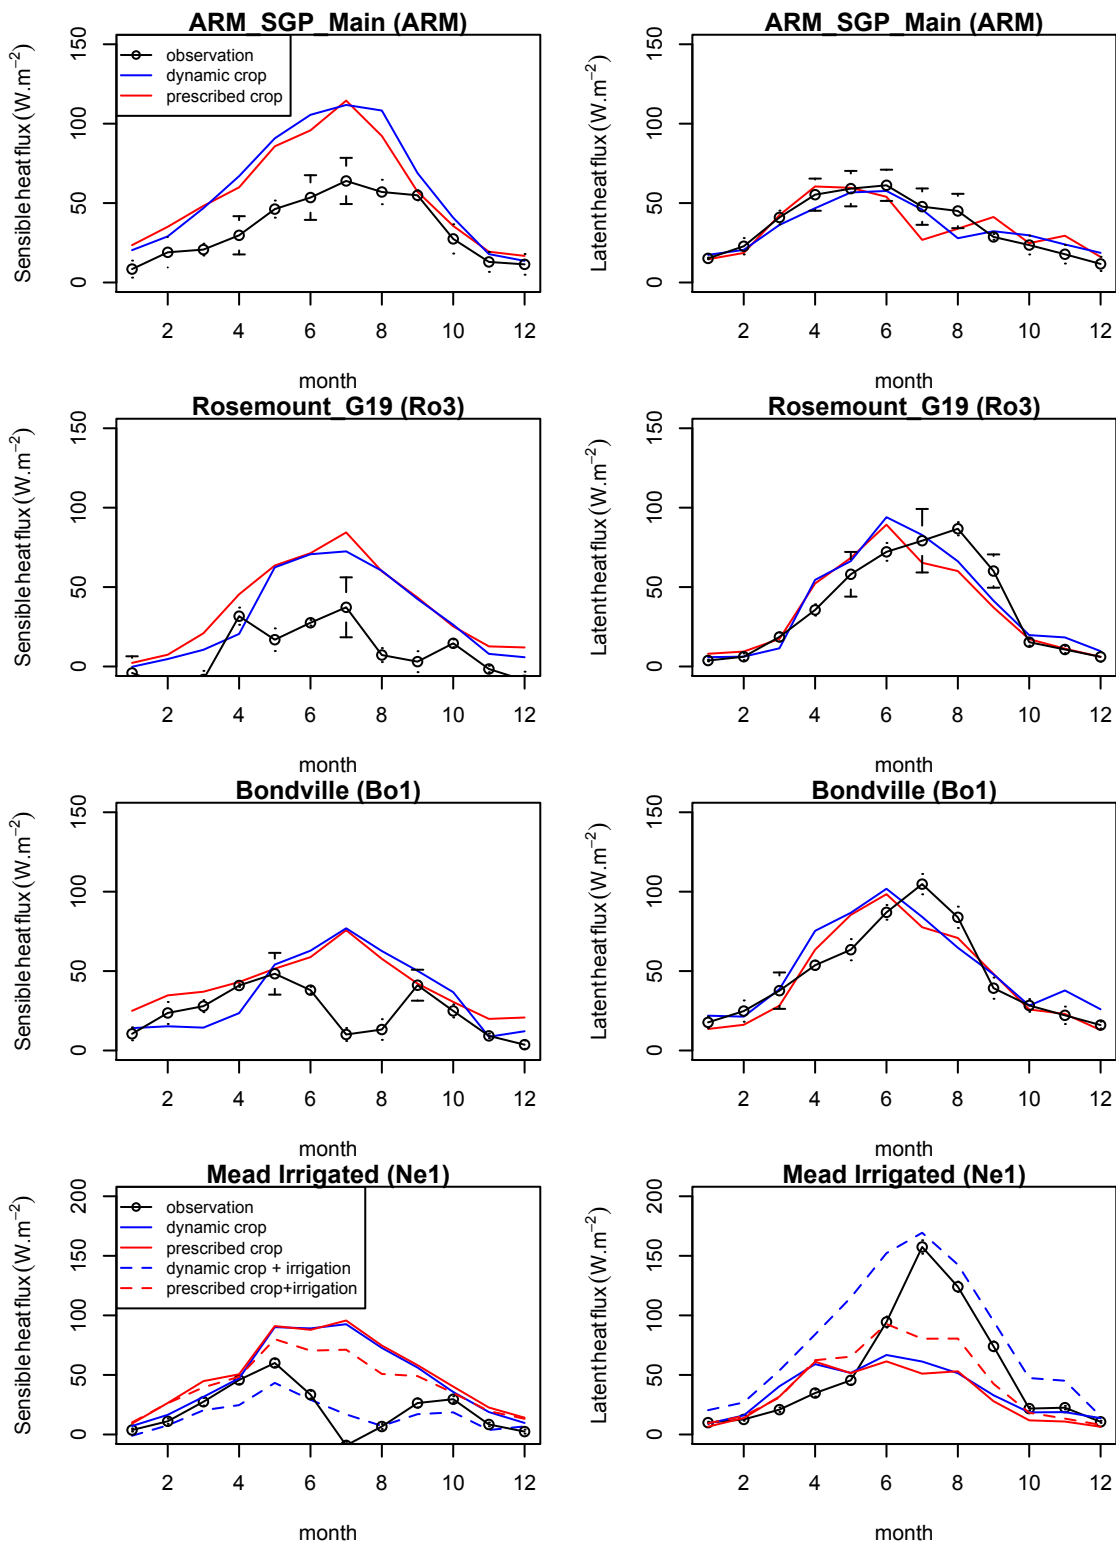 ARM_SGP_Main (ARM)
Sensible heat flux (W.m−2)
150
100
50
0
observation
dynamic crop
prescribed crop
2 4 6 8 10 12
month
ARM_SGP_Main (ARM)
Latent heat flux (W.m−2)
150
100
50
0
2 4 6 8 10 12
month
Rosemount_G19 (Ro3)
Sensible heat flux (W.m−2)
150
100
50
0
2 4 6 8 10 12
month
Rosemount_G19 (Ro3)
Latent heat flux (W.m−2)
150
100
50
0
2 4 6 8 10 12
month
Bondville (Bo1)
Sensible heat flux (W.m−2)
150
100
50
0
2 4 6 8 10 12
month
Bondville (Bo1)
Latent heat flux (W.m−2)
150
100
50
0
2 4 6 8 10 12
month
Mead Irrigated (Ne1)
Sensible heat flux (W.m−2)
200
150
100
50
0
observation
dynamic crop
prescribed crop
dynamic crop + irrigation
prescribed crop+irrigation
2 4 6 8 10 12
month
Mead Irrigated (Ne1)
Latent heat flux (W.m−2)
200
150
100
50
0
2 4 6 8 10 12
month